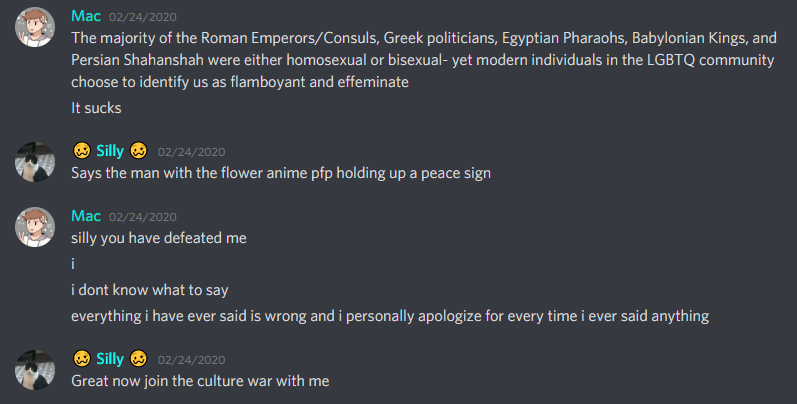 Mac 02/24/2020
The majority of the Roman Emperors/Consuls, Greek politicians, Egyptian Pharaohs, Babylonian Kings, and
Persian Shahanshah were either homosexual or bisexual- yet modern individuals in the LGBTQ community
choose to identify us as flamboyant and effeminate
It sucks
🥴 Silly 🥴 02/24/2020
Says the man with the flower anime pfp holding up a peace sign
Mac 02/24/2020
silly you have defeated me
i
i dont know what to say
everything i have ever said is wrong and i personally apologize for every time i ever said anything
🥴 Silly 🥴 02/24/2020
Great now join the culture war with me